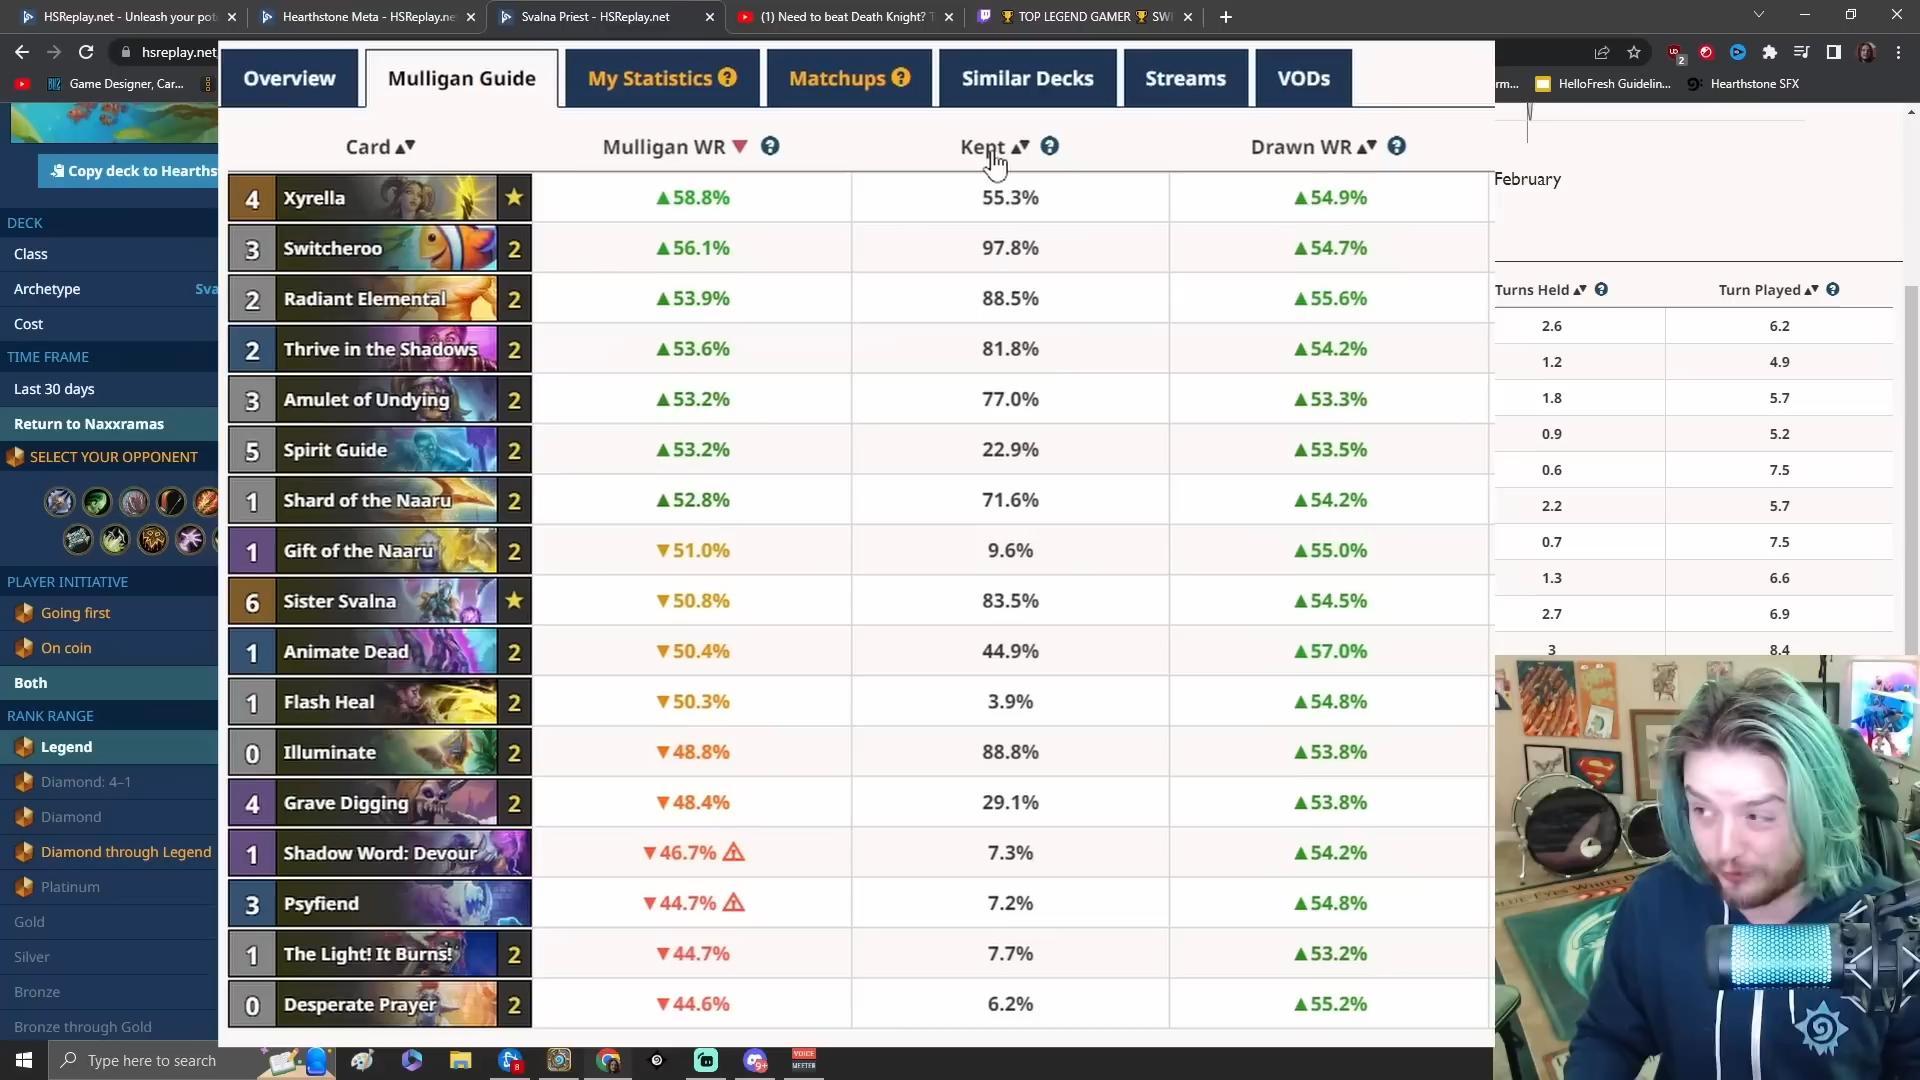 HSReplay.net - Unleash your pot
Hearthstone Meta - HSReplay.ne
Svalna Priest - HSReplay.net
(1) Need to beat Death Knight? T
TOP LEGEND GAMER
SWI
hsreplay.net
Game Designer, Car...
HelloFresh Guidelin...
Hearthstone SFX
Overview
Mulligan Guide
My Statistics
Matchups
Similar Decks
Streams
VODs
Copy deck to Hearths
DECK
Class
Archetype Sva
Cost
TIME FRAME
Last 30 days
Return to Naxxramas
SELECT YOUR OPPONENT
PLAYER INITIATIVE
Going first
On coin
Both
RANK RANGE
Legend
Diamond: 4–1
Diamond
Diamond through Legend
Platinum
Gold
Silver
Bronze
Bronze through Gold
Card Mulligan WR Kept Drawn WR
4 Xyrella ★ ▲58.8% 55.3% ▲54.9%
3 Switcheroo 2 ▲56.1% 97.8% ▲54.7%
2 Radiant Elemental 2 ▲53.9% 88.5% ▲55.6%
2 Thrive in the Shadows 2 ▲53.6% 81.8% ▲54.2%
3 Amulet of Undying 2 ▲53.2% 77.0% ▲53.3%
5 Spirit Guide 2 ▲53.2% 22.9% ▲53.5%
1 Shard of the Naaru 2 ▲52.8% 71.6% ▲54.2%
1 Gift of the Naaru 2 ▼51.0% 9.6% ▲55.0%
6 Sister Svalna ★ ▼50.8% 83.5% ▲54.5%
1 Animate Dead 2 ▼50.4% 44.9% ▲57.0%
1 Flash Heal 2 ▼50.3% 3.9% ▲54.8%
0 Illuminate 2 ▼48.8% 88.8% ▲53.8%
4 Grave Digging 2 ▼48.4% 29.1% ▲53.8%
1 Shadow Word: Devour ▼46.7% 7.3% ▲54.2%
3 Psyfiend ▼44.7% 7.2% ▲54.8%
1 The Light! It Burns! 2 ▼44.7% 7.7% ▲53.2%
0 Desperate Prayer 2 ▼44.6% 6.2% ▲55.2%
February
Turns Held Turn Played
2.6 6.2
1.2 4.9
1.8 5.7
0.9 5.2
0.6 7.5
2.2 5.7
0.7 7.5
1.3 6.6
2.7 6.9
3 8.4
Type here to search